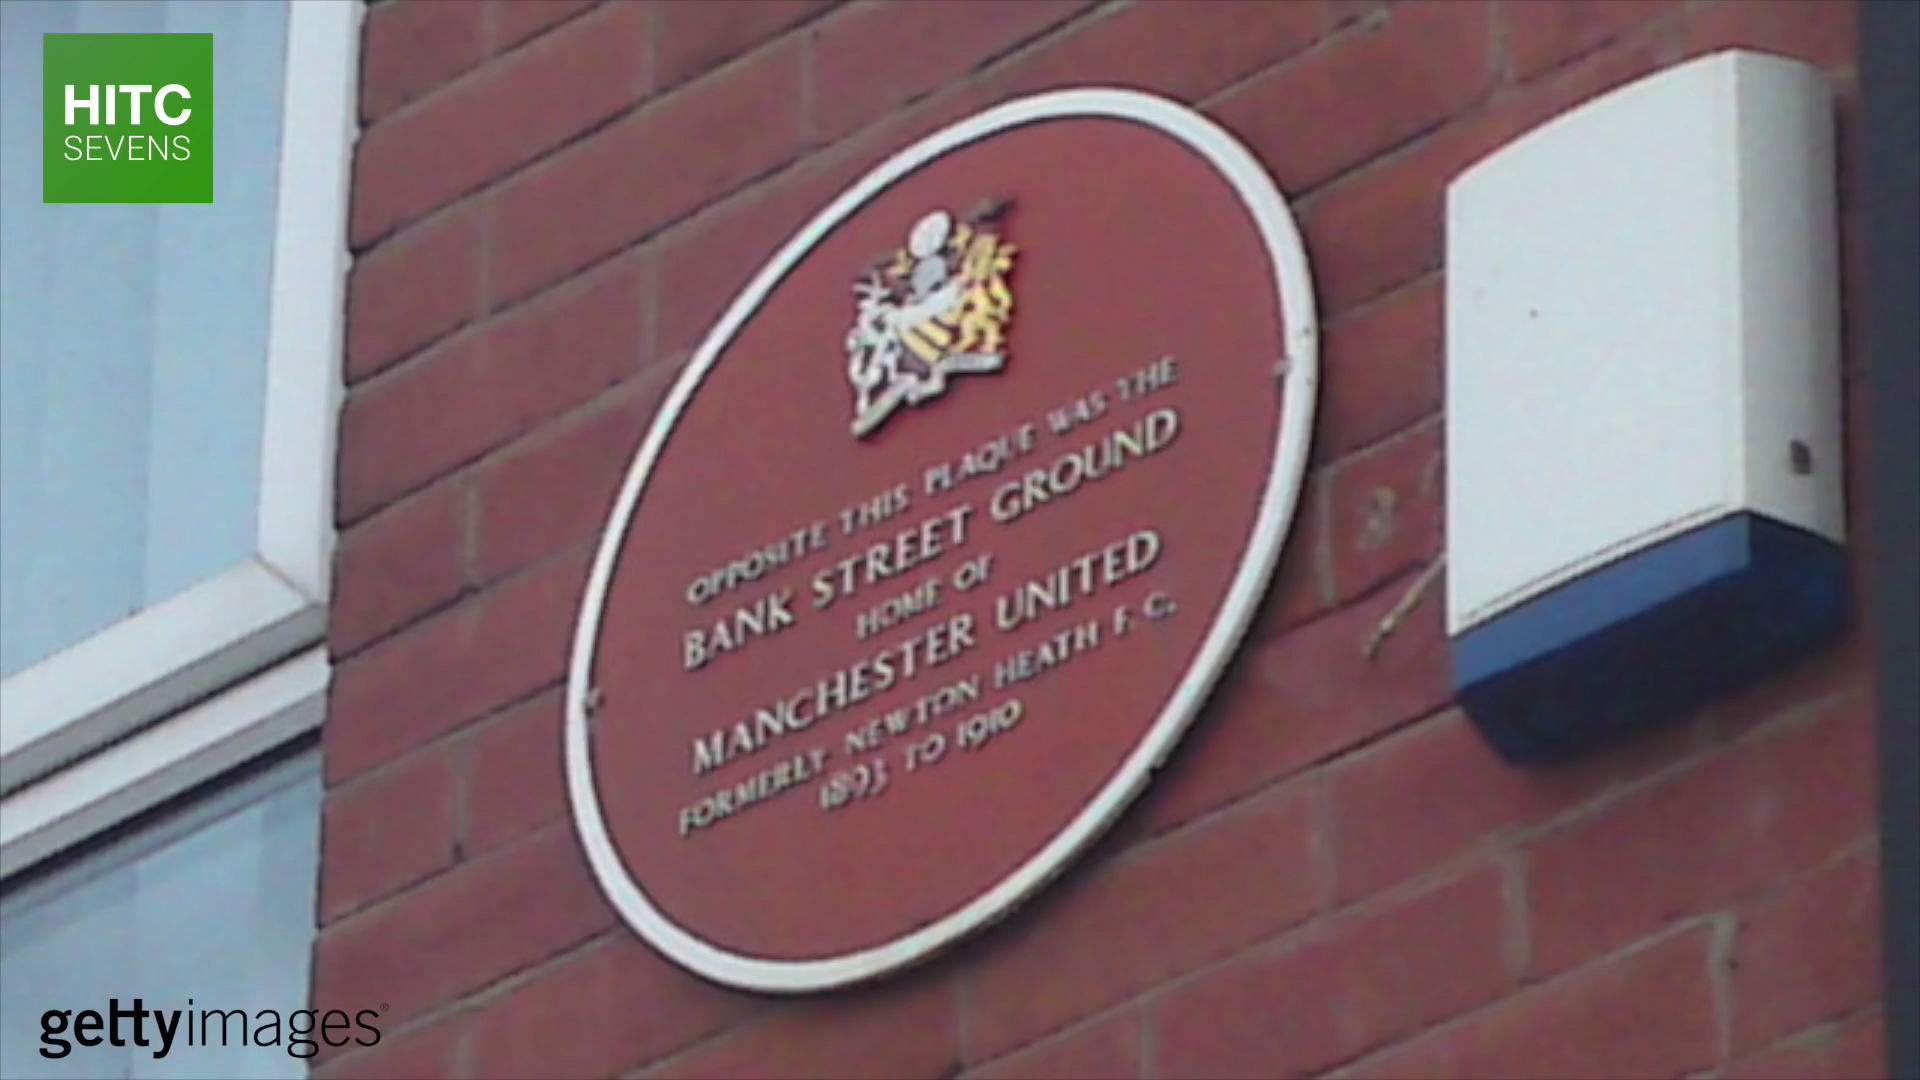 HITC
SEVENS
OPPOSITE THIS PLAQUE WAS THE
BANK STREET GROUND
HOME OF
MANCHESTER UNITED
FORMERLY NEWTON HEATH F. C.
1893 TO 1910
gettyimages